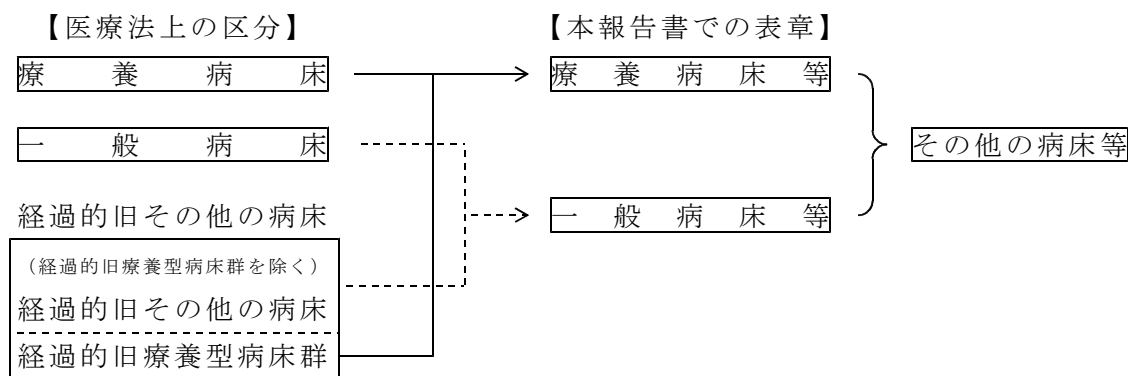 【医療法上の区分】
【本報告書での表章】
療養病床
療養病床等
一般病床
その他の病床等
経過的旧その他の病床
一般病床等
（経過的旧療養型病床群を除く）
経過的旧その他の病床
経過的旧療養型病床群